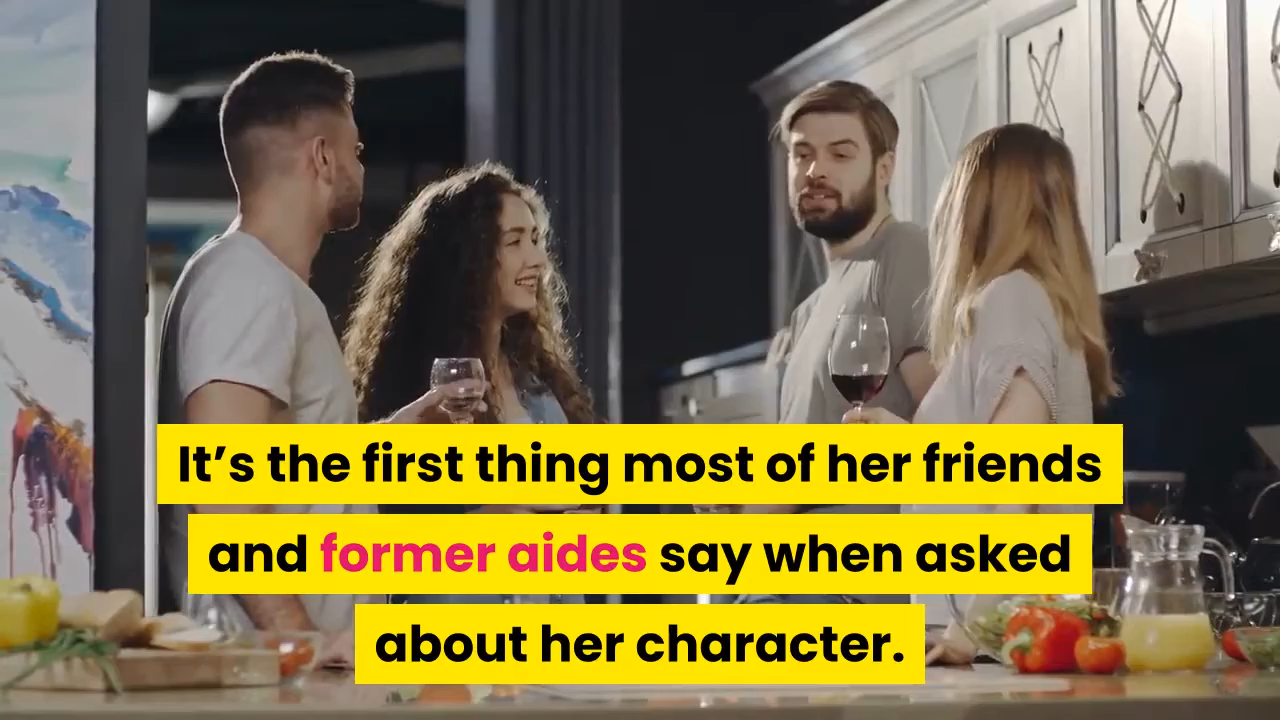 It’s the first thing most of her friends
and former aides say when asked
about her character.